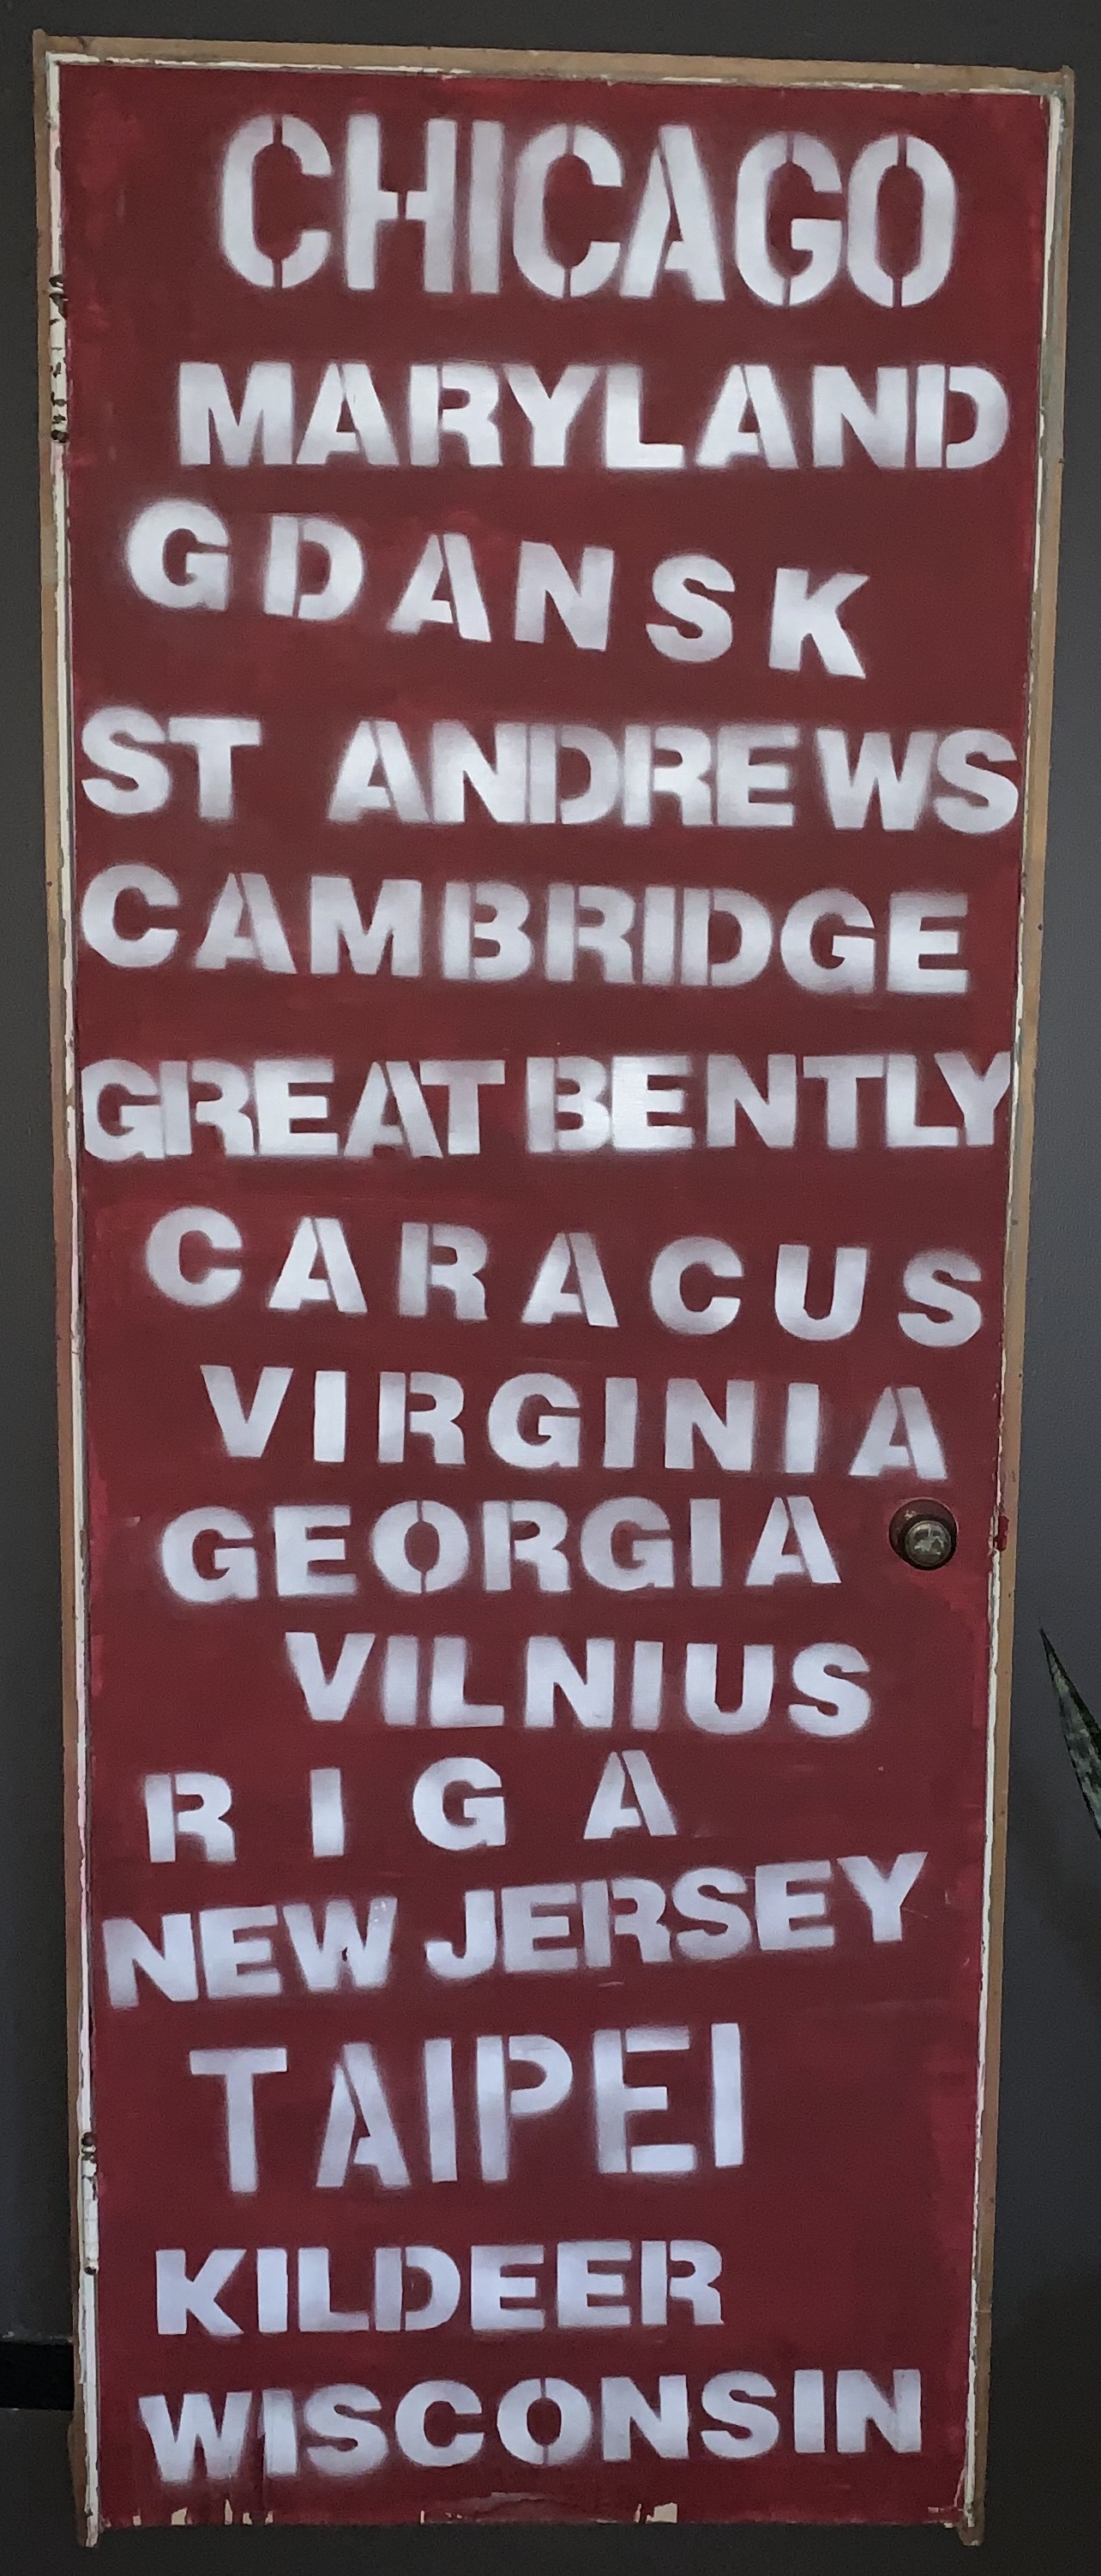 CHICAGO
MARYLAND
GDANSK
ST ANDREWS
CAMBRIDGE
GREAT BENTLY
CARACUS
VIRGINIA
GEORGIA
VILNIUS
RIGA
NEW JERSEY
TAIPEI
KILDEER
WISCONSIN